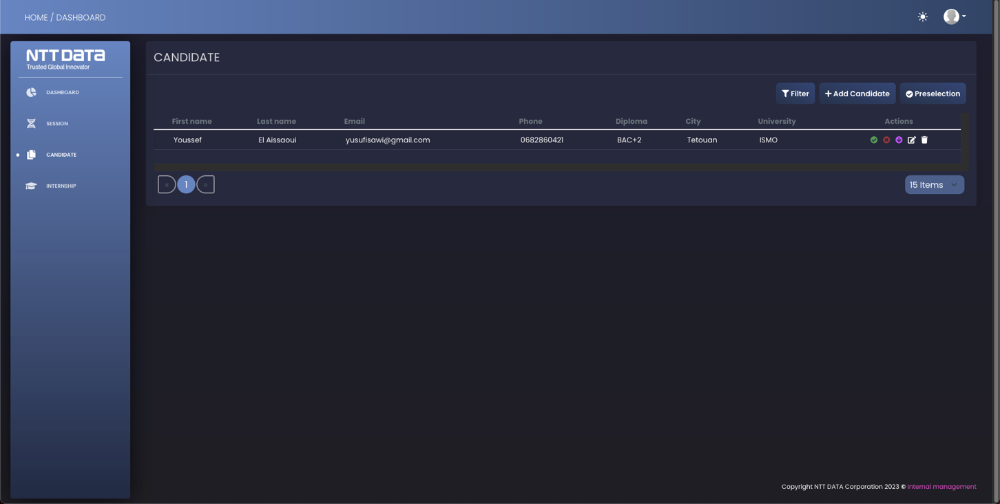 HOME / DASHBOARD
NTT DATA
Trusted Global Innovator
DASHBOARD
SESSION
CANDIDATE
INTERNSHIP
CANDIDATE
Filter
Add Candidate
Preselection
First name Last name Email Phone Diploma City University Actions
Youssef El Aissaoui yusufisawi@gmail.com 0682860421 BAC+2 Tetouan ISMO
« 1 »
15 Items
Copyright NTT DATA Corporation 2023 © Internal management